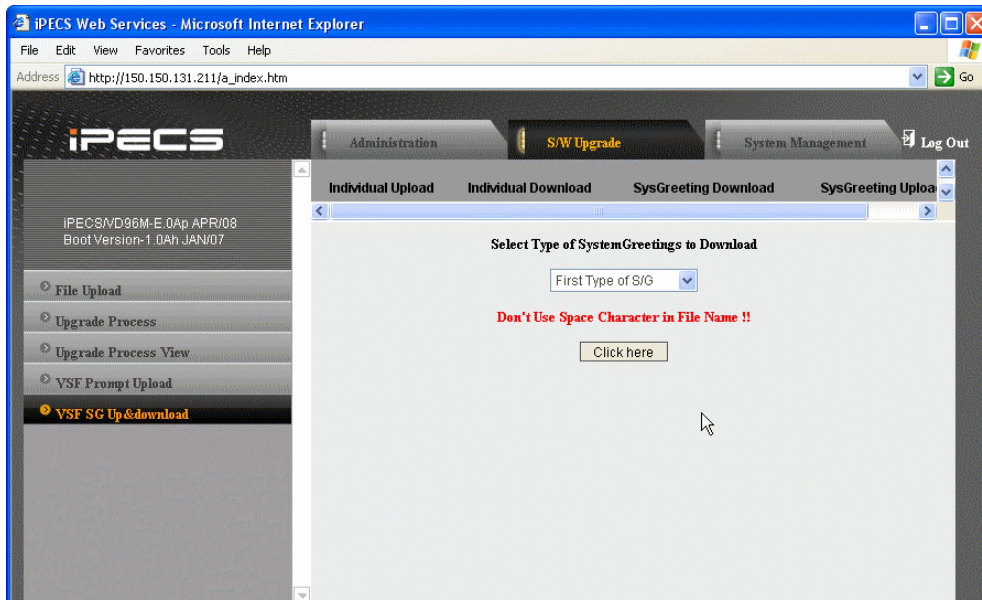 iPECS Web Services - Microsoft Internet Explorer
File Edit View Favorites Tools Help
Address http://150.150.131.211/a_index.htm Go
iPECS
Administration S/W Upgrade System Management Log Out
Individual Upload Individual Download SysGreeting Download SysGreeting Uploa
iPECS/VD96M-E.0Ap APR/08
Boot Version-1.0Ah JAN/07
Select Type of SystemGreetings to Download
First Type of S/G
Don't Use Space Character in File Name !!
Click here
File Upload
Upgrade Process
Upgrade Process View
VSF Prompt Upload
VSF SG Up&download